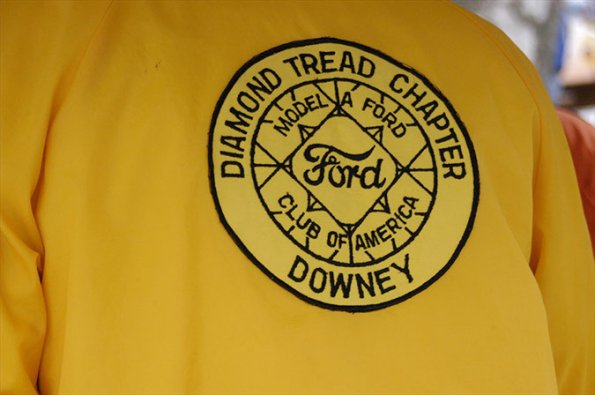 DIAMOND TREAD CHAPTER
MODEL A FORD
Ford
CLUB OF AMERICA
DOWNEY